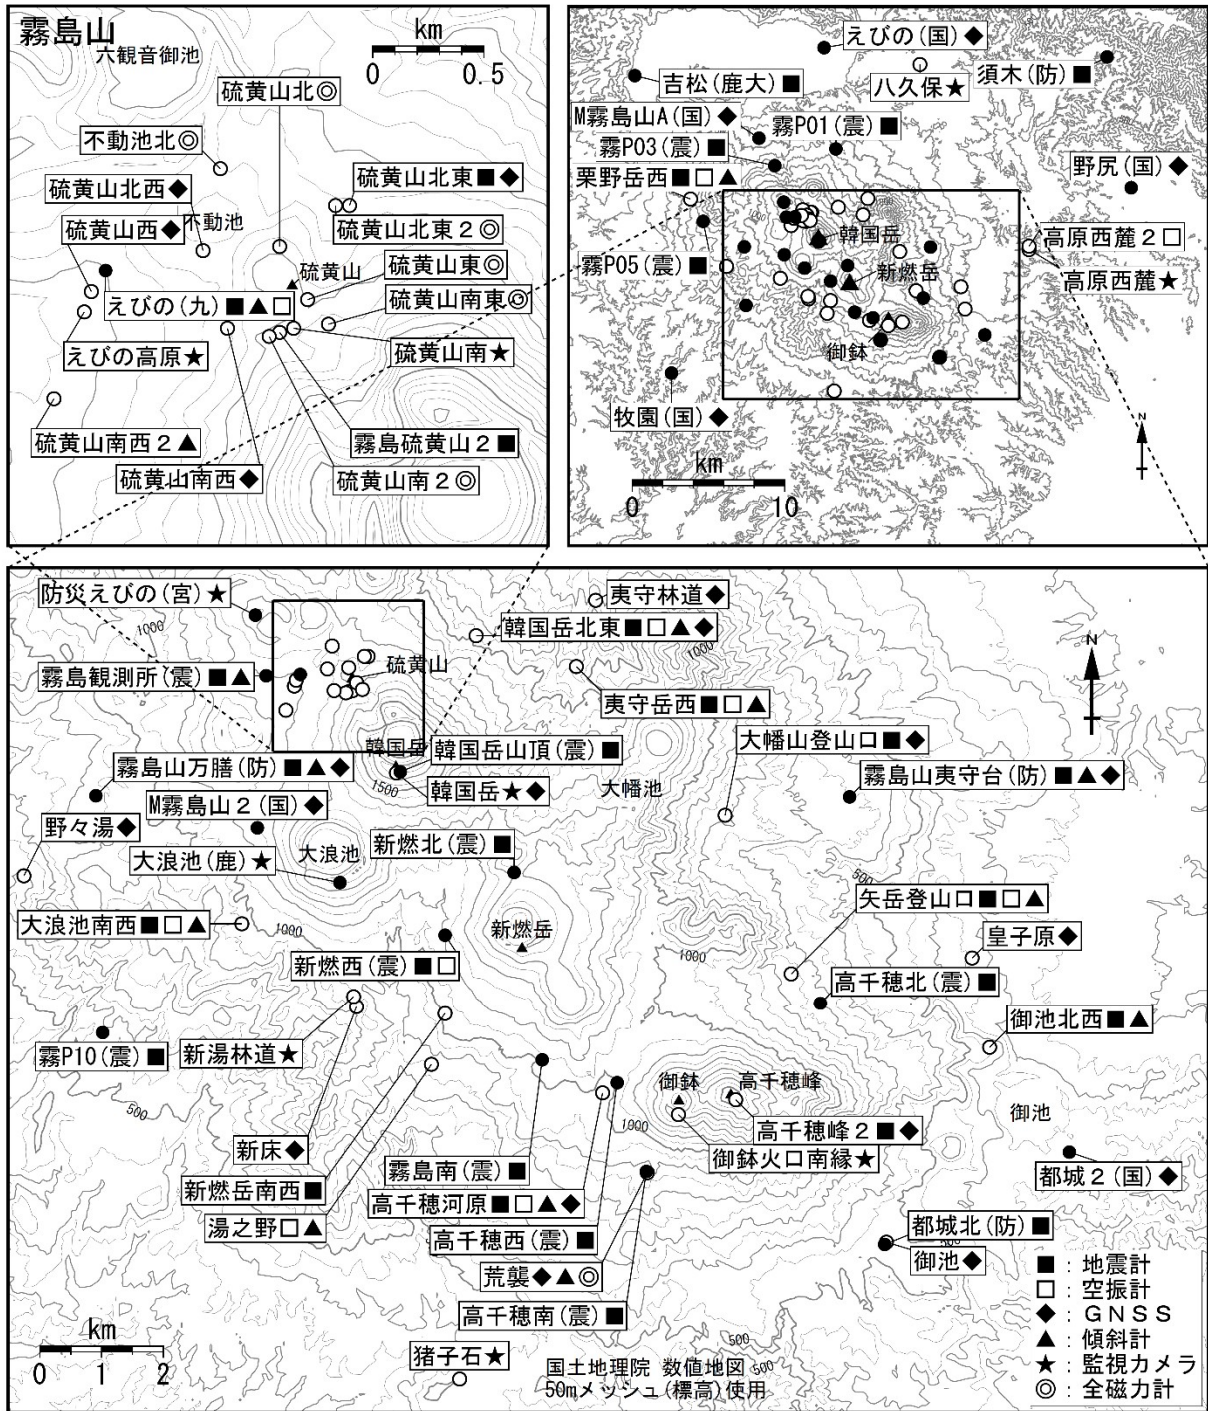 霧島山
六観音御池
km
0 0.5
硫黄山北◎
不動池北◎
硫黄山北西◆
硫黄山北東■◆
不動池
硫黄山西◆
硫黄山北東２◎
硫黄山
硫黄山東◎
えびの(九)■▲□
硫黄山南東◎
えびの高原★
硫黄山南★
硫黄山南西２▲
霧島硫黄山２■
硫黄山南西◆
硫黄山南２◎
えびの(国)◆
吉松(鹿大)■
八久保★
須木(防)■
M霧島山A(国)◆
霧P01(震)■
霧P03(震)■
野尻(国)◆
栗野岳西■□▲
1000
韓国岳
高原西麓２□
霧P05(震)■
新燃岳
高原西麓★
御鉢
牧園(国)◆
N
km
0 10
防災えびの(宮)★
1000
夷守林道◆
韓国岳北東■□▲◆
1000
N
霧島観測所(震)■▲
硫黄山
夷守岳西■□▲
韓国岳
韓国岳山頂(震)■
大幡山登山口■◆
霧島山万膳(防)■▲◆
1500
韓国岳★◆
大幡池
霧島山夷守台(防)■▲◆
M霧島山２(国)◆
野々湯◆
新燃北(震)■
大浪池(鹿)★
大浪池
500
矢岳登山口■□▲
大浪池南西■□▲
1000
新燃岳
皇子原◆
新燃西(震)■□
1000
高千穂北(震)■
御池北西■▲
霧P10(震)■
新湯林道★
御鉢
高千穂峰
500
1000
御池
新床◆
高千穂峰２■◆
霧島南(震)■
御鉢火口南縁★
都城２(国)◆
新燃岳南西■
高千穂河原■□▲◆
湯之野□▲
高千穂西(震)■
都城北(防)■
500
荒襲◆▲◎
御池◆
高千穂南(震)■
km
0 1 2
猪子石★
500
国土地理院 数値地図
500
50mメッシュ(標高)使用
■：地震計
□：空振計
◆：ＧＮＳＳ
▲：傾斜計
★：監視カメラ
◎：全磁力計